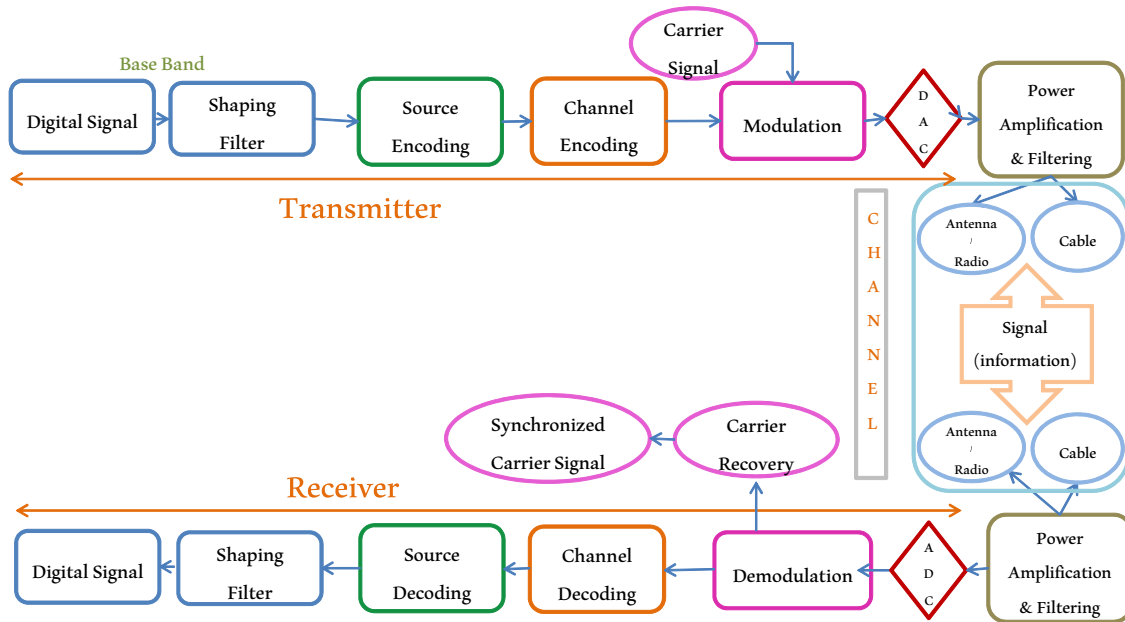 Base Band
Digital Signal
Shaping
Filter
Source
Encoding
Channel
Encoding
Carrier
Signal
Modulation
D
A
C
Power
Amplification
& Filtering
Transmitter
C
H
A
N
N
E
L
Antenna
/
Radio
Cable
Signal
(information)
Antenna
/
Radio
Cable
Synchronized
Carrier Signal
Carrier
Recovery
Receiver
Digital Signal
Shaping
Filter
Source
Decoding
Channel
Decoding
Demodulation
A
D
C
Power
Amplification
& Filtering